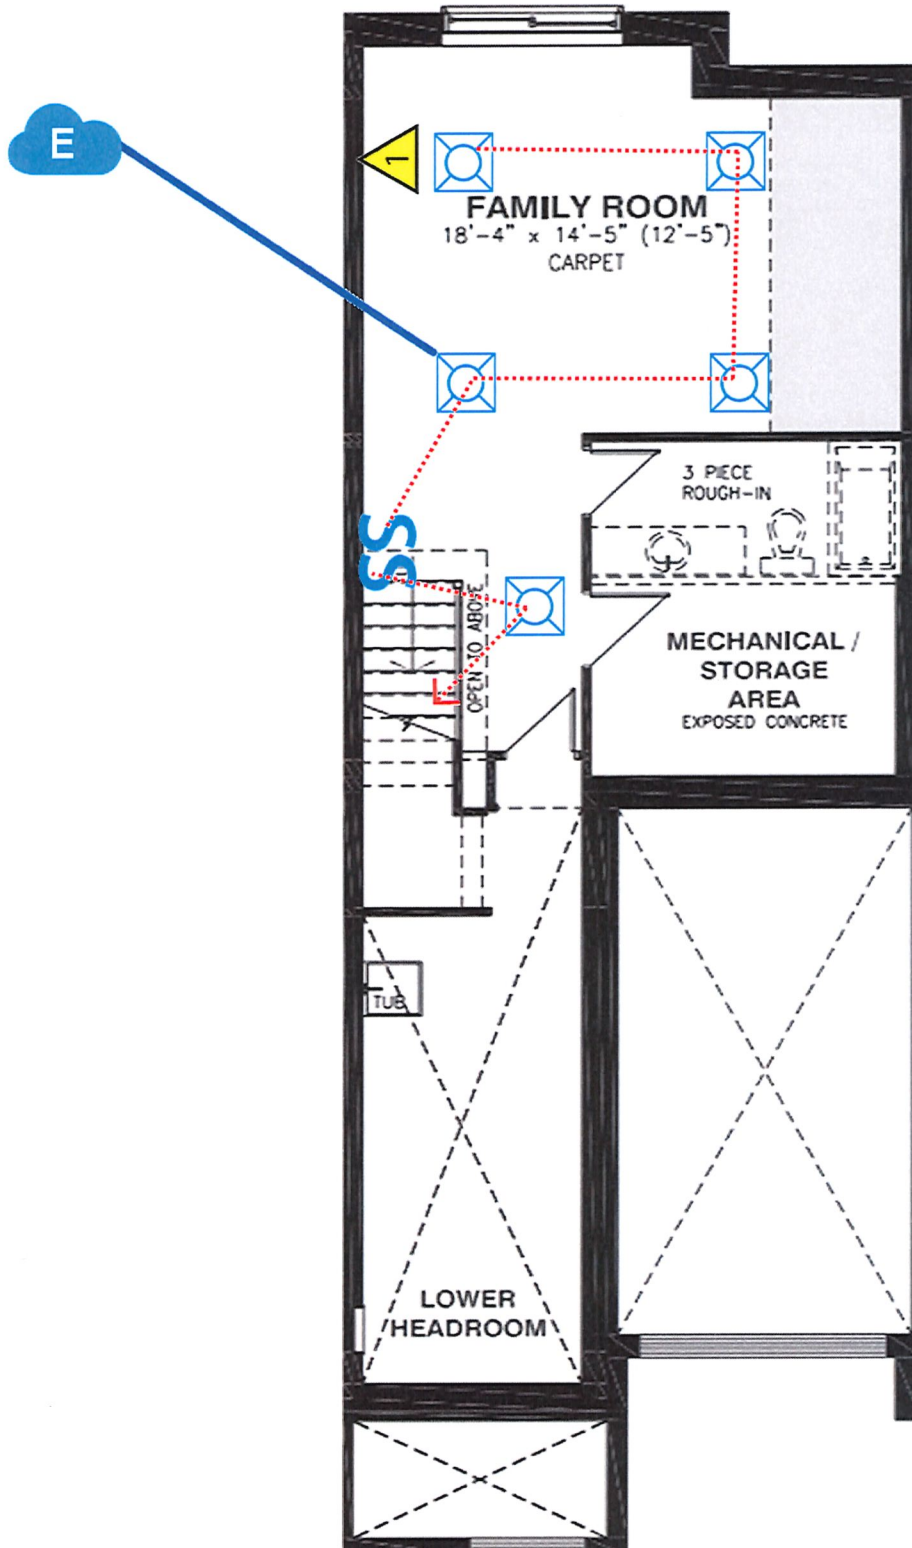 E
1
FAMILY ROOM
18'-4" x 14'-5" (12'-5")
CARPET
3 PIECE
ROUGH-IN
S
S
OPEN TO ABOVE
L
MECHANICAL /
STORAGE
AREA
EXPOSED CONCRETE
TUB
LOWER
HEADROOM